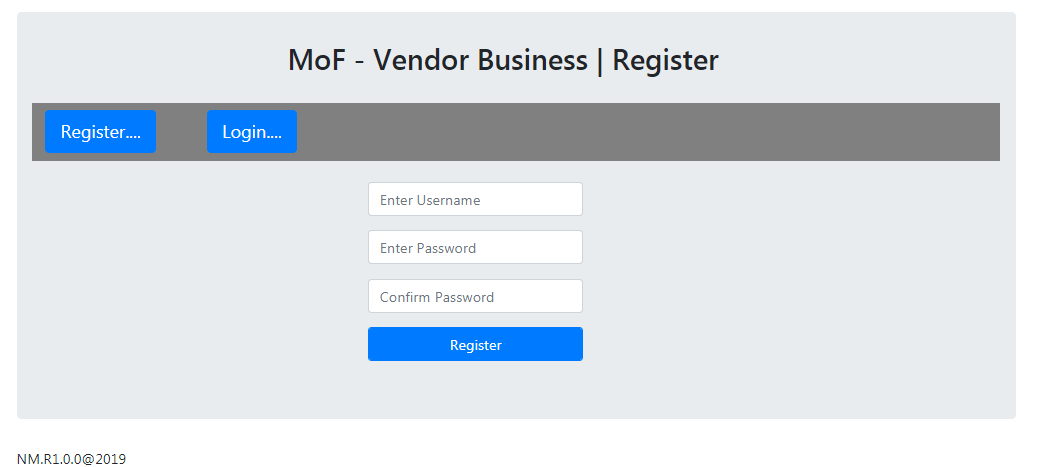 MoF - Vendor Business | Register
Register.... Login....
Enter Username
Enter Password
Confirm Password
Register
NM.R1.0.0@2019